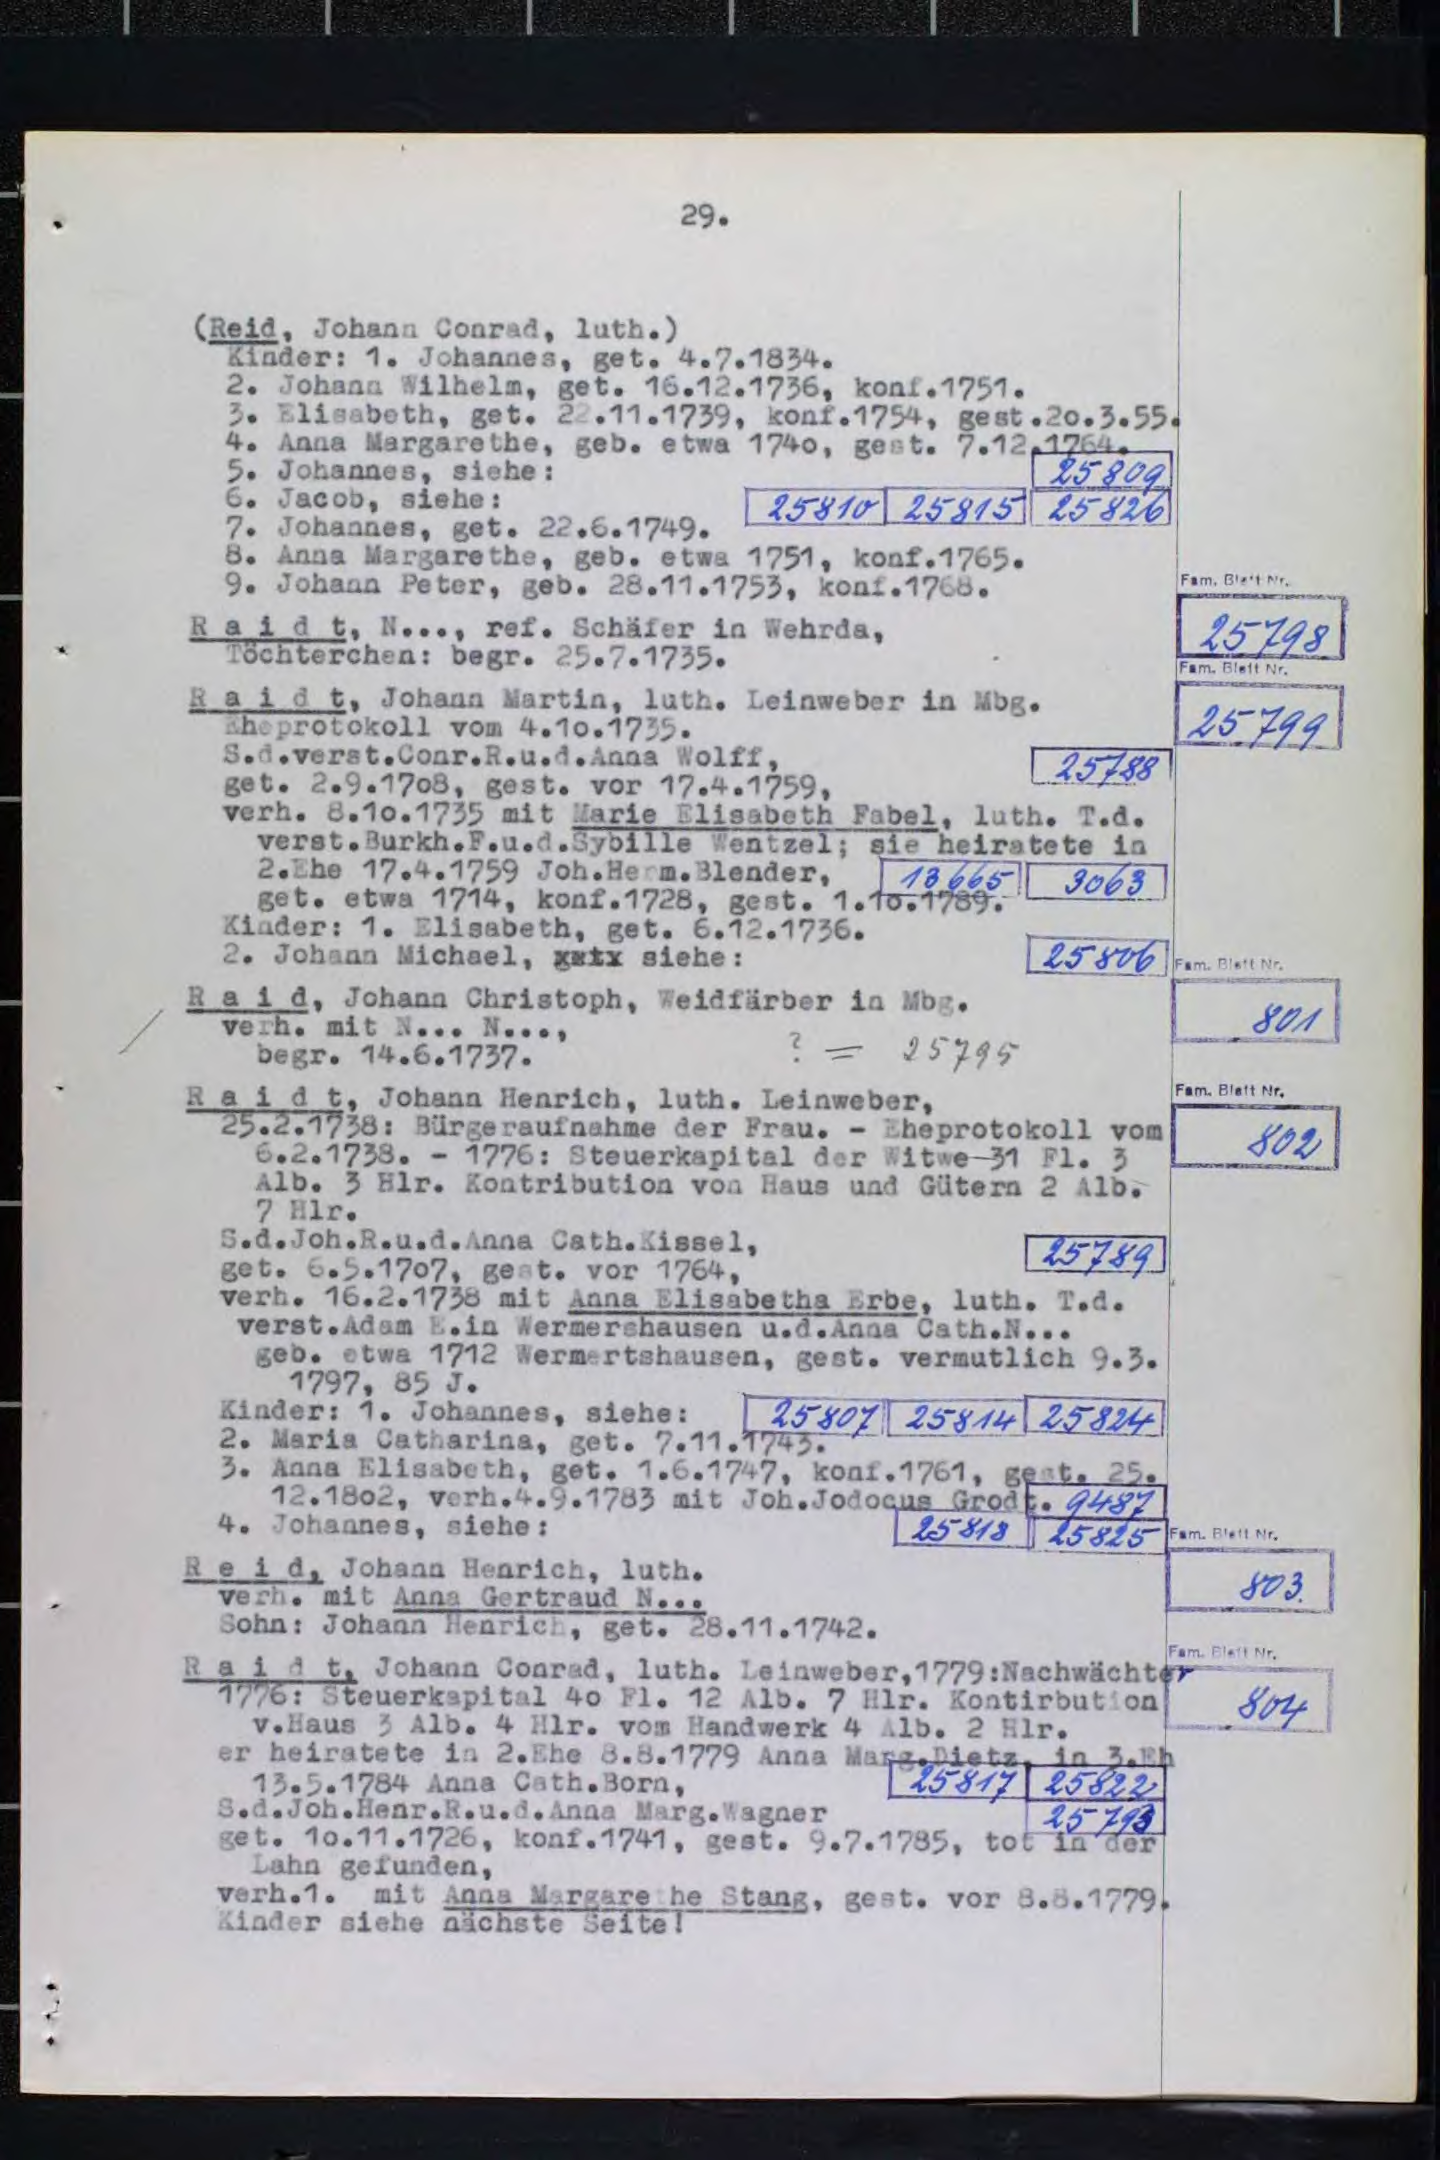 29.
(Reid, Johann Conrad, luth.)
Kinder: 1. Johannes, get. 4.7.1834.
2. Johann Wilhelm, get. 16.12.1736, konf.1751.
3. Elisabeth, get. 22.11.1739, konf.1754, gest.2o.3.55.
4. Anna Margarethe, geb. etwa 174o, gest. 7.12.1764.
5. Johannes, siehe: 25809
6. Jacob, siehe: 25810 25815 25826
7. Johannes, get. 22.6.1749.
8. Anna Margarethe, geb. etwa 1751, konf.1765.
9. Johann Peter, geb. 28.11.1753, konf.1768.
Fam. Blatt Nr.
R a i d t, N..., ref. Schäfer in Wehrda, 25798
Töchterchen: begr. 25.7.1735.
Fam. Blatt Nr.
R a i d t, Johann Martin, luth. Leinweber in Mbg.
Eheprotokoll vom 4.1o.1735. 25799
S.d.verst.Conr.R.u.d.Anna Wolff, 25788
get. 2.9.17o8, gest. vor 17.4.1759,
verh. 8.1o.1735 mit Marie Elisabeth Fabel, luth. T.d.
verst.Burkh.F.u.d.Sybille Wentzel; sie heiratete in
2.Ehe 17.4.1759 Joh.Herm.Blender, 13665 3063
get. etwa 1714, konf.1728, gest. 1.1o.1789.
Kinder: 1. Elisabeth, get. 6.12.1736.
2. Johann Michael, xxtx siehe: 25806
Fam. Blatt Nr.
R a i d, Johann Christoph, Weidfärber in Mbg. 801
verh. mit N... N...,
begr. 14.6.1737. ? = 25795
Fam. Blatt Nr.
R a i d t, Johann Henrich, luth. Leinweber,
25.2.1738: Bürgeraufnahme der Frau. - Eheprotokoll vom 802
6.2.1738. - 1776: Steuerkapital der Witwe 31 Fl. 3
Alb. 3 Hlr. Kontribution von Haus und Gütern 2 Alb.
7 Hlr.
S.d.Joh.R.u.d.Anna Cath.Kissel, 25789
get. 6.5.17o7, gest. vor 1764,
verh. 16.2.1738 mit Anna Elisabetha Erbe, luth. T.d.
verst.Adam E.in Wermershausen u.d.Anna Cath.N...
geb. etwa 1712 Wermertshausen, gest. vermutlich 9.3.
1797, 85 J.
Kinder: 1. Johannes, siehe: 25807 25814 25824
2. Maria Catharina, get. 7.11.1743.
3. Anna Elisabeth, get. 1.6.1747, konf.1761, gest. 25.
12.18o2, verh.4.9.1783 mit Joh.Jodocus Grodt. 9487
4. Johannes, siehe: 25818 25825
Fam. Blatt Nr.
R e i d, Johann Henrich, luth. 803.
verh. mit Anna Gertraud N...
Sohn: Johann Henrich, get. 28.11.1742.
Fam. Blatt Nr.
R a i d t, Johann Conrad, luth. Leinweber,1779:Nachwächter
1776: Steuerkapital 4o Fl. 12 Alb. 7 Hlr. Kontirbution 804
v.Haus 3 Alb. 4 Hlr. vom Handwerk 4 Alb. 2 Hlr.
er heiratete in 2.Ehe 8.8.1779 Anna Marg.Dietz, in 3.Eh
13.5.1784 Anna Cath.Born, 25817 25822
S.d.Joh.Henr.R.u.d.Anna Marg.Wagner 25793
get. 1o.11.1726, konf.1741, gest. 9.7.1785, tot in der
Lahn gefunden,
verh.1. mit Anna Margarethe Stang, gest. vor 8.8.1779.
Kinder siehe nächste Seite!